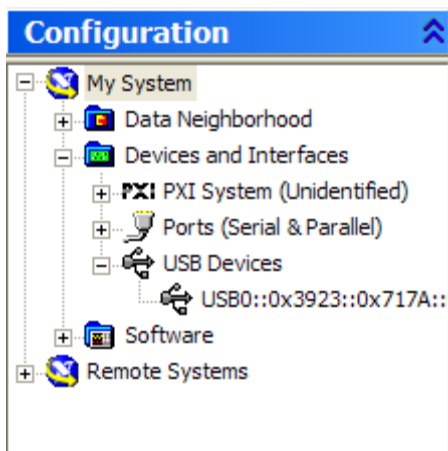 Configuration
My System
Data Neighborhood
Devices and Interfaces
PXI PXI System (Unidentified)
Ports (Serial & Parallel)
USB Devices
USB0::0x3923::0x717A::
Software
Remote Systems